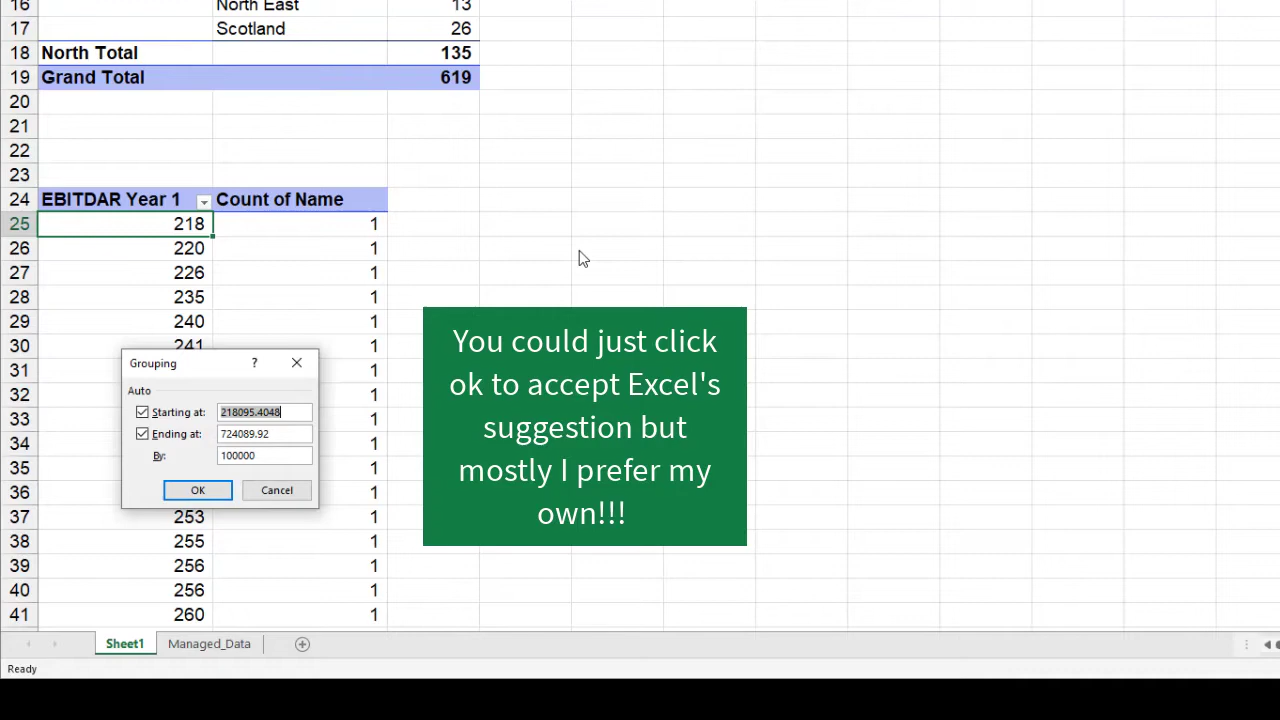 16 North East 13
17 Scotland 26
18 North Total 135
19 Grand Total 619
20
21
22
23
24 EBITDAR Year 1 Count of Name
25 218 1
26 220 1
27 226 1
28 235 1
29 240 1
30 241 1
31 1
32 1
33 1
34 1
35 1
36 1
37 253 1
38 255 1
39 256 1
40 256 1
41 260 1
Grouping ?
Auto
Starting at: 218095.4048
Ending at: 724089.92
By: 100000
OK Cancel
You could just click
ok to accept Excel's
suggestion but
mostly I prefer my
own!!!
Sheet1 Managed_Data
Ready